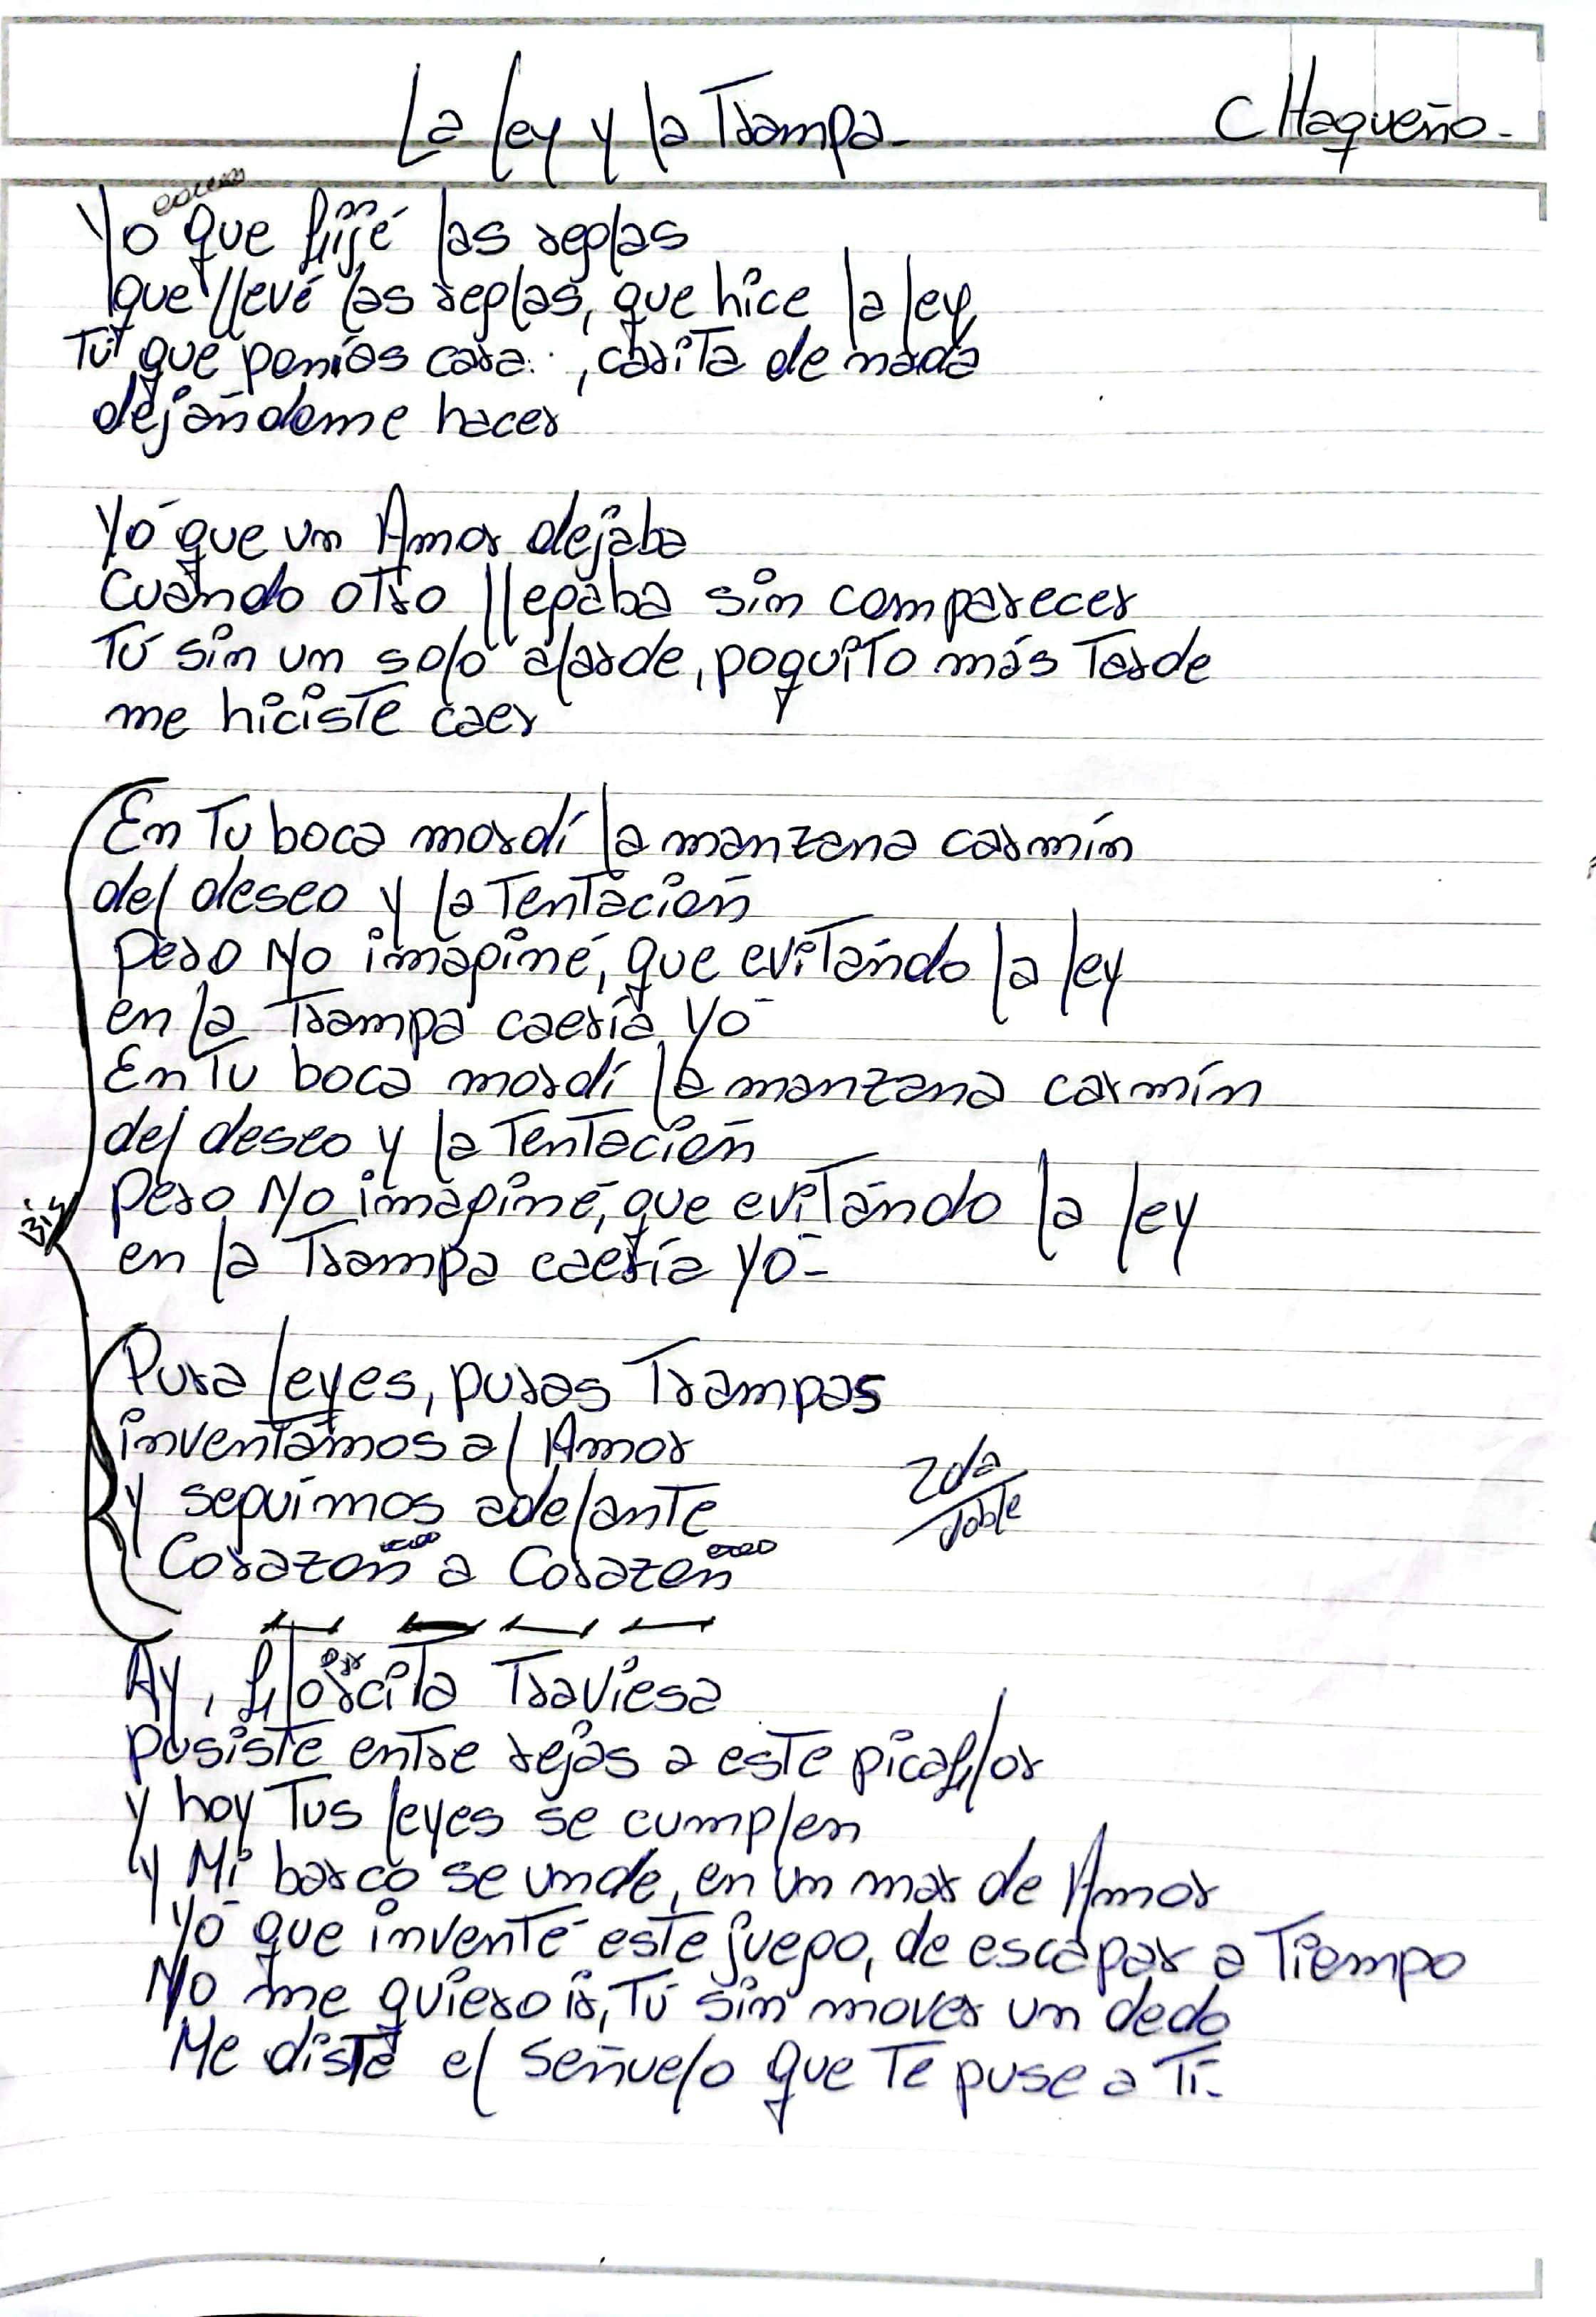 La ley y la Trampa-
CHaqueño-
Yo que fijé las reglas
que llevé las reglas, que hice la ley
Tú que ponías cara.., carita de nada
dejándome hacer
Yo que un Amor dejaba
Cuando otro llegaba sin comparecer
Tú sin un solo alarde, poquito más Tarde
me hiciste caer
En Tu boca mordí la manzana carmín
del deseo y la Tentación
pero No imaginé, que evitando la ley
en la Trampa caería Yo
En Tu boca mordí la manzana carmín
del deseo y la Tentación
Bis pero No imaginé, que evitando la ley
en la Trampa caería Yo-
Pura leyes, puras Trampas
inventamos al Amor
y seguimos adelante
Corazón a Corazón
2da
doble
Ay, florcita Traviesa
pusiste entre rejas a este picaflor
y hoy Tus leyes se cumplen
y Mi barco se unde, en un mar de Amor
Yo que inventé este juego, de escapar a Tiempo
No me quiero ir, Tú sin mover un dedo
Me diste el señuelo que Te puse a Tí-